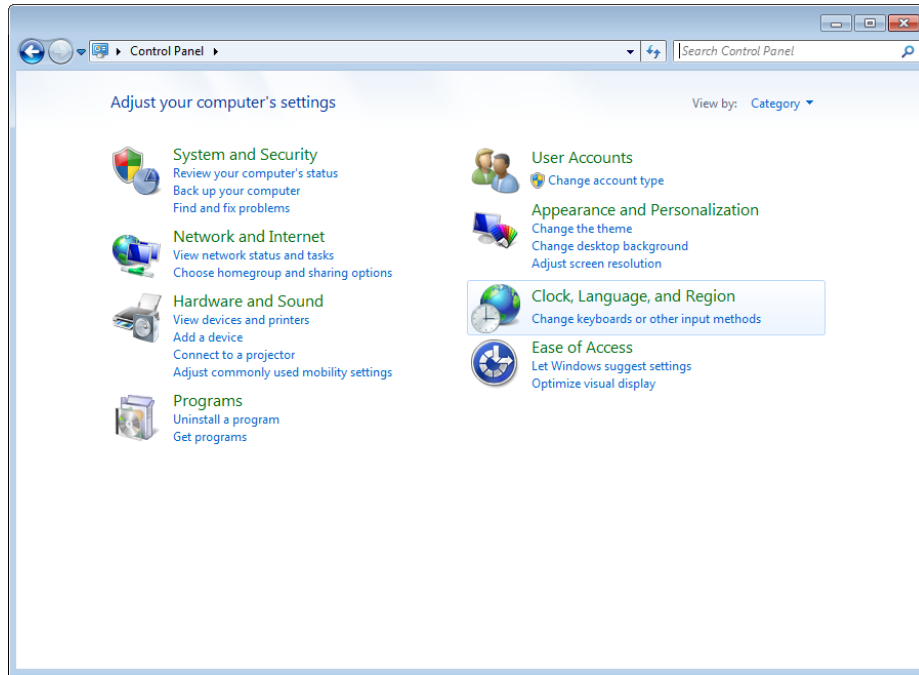 Control Panel
Search Control Panel
Adjust your computer's settings
View by: Category
System and Security
Review your computer's status
Back up your computer
Find and fix problems
Network and Internet
View network status and tasks
Choose homegroup and sharing options
Hardware and Sound
View devices and printers
Add a device
Connect to a projector
Adjust commonly used mobility settings
Programs
Uninstall a program
Get programs
User Accounts
Change account type
Appearance and Personalization
Change the theme
Change desktop background
Adjust screen resolution
Clock, Language, and Region
Change keyboards or other input methods
Ease of Access
Let Windows suggest settings
Optimize visual display